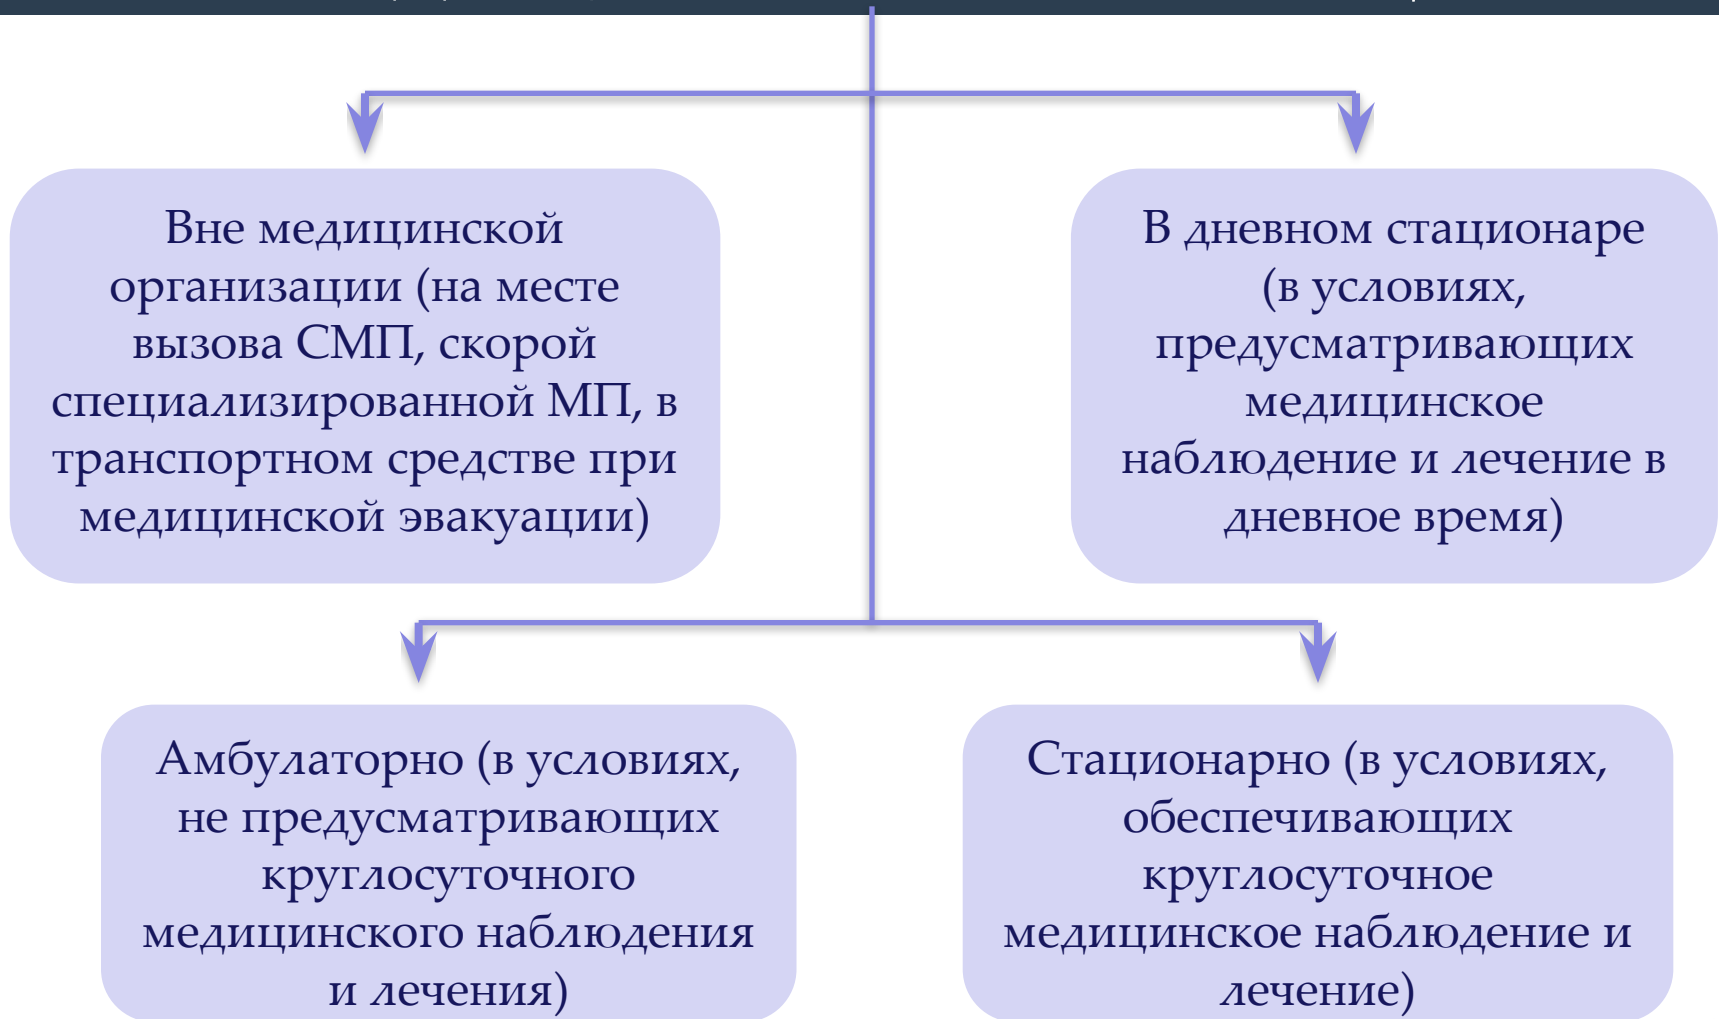 Вне медицинской
организации (на месте
вызова СМП, скорой
специализированной МП, в
транспортном средстве при
медицинской эвакуации)
В дневном стационаре
(в условиях,
предусматривающих
медицинское
наблюдение и лечение в
дневное время)
Амбулаторно (в условиях,
не предусматривающих
круглосуточного
медицинского наблюдения
и лечения)
Стационарно (в условиях,
обеспечивающих
круглосуточное
медицинское наблюдение и
лечение)